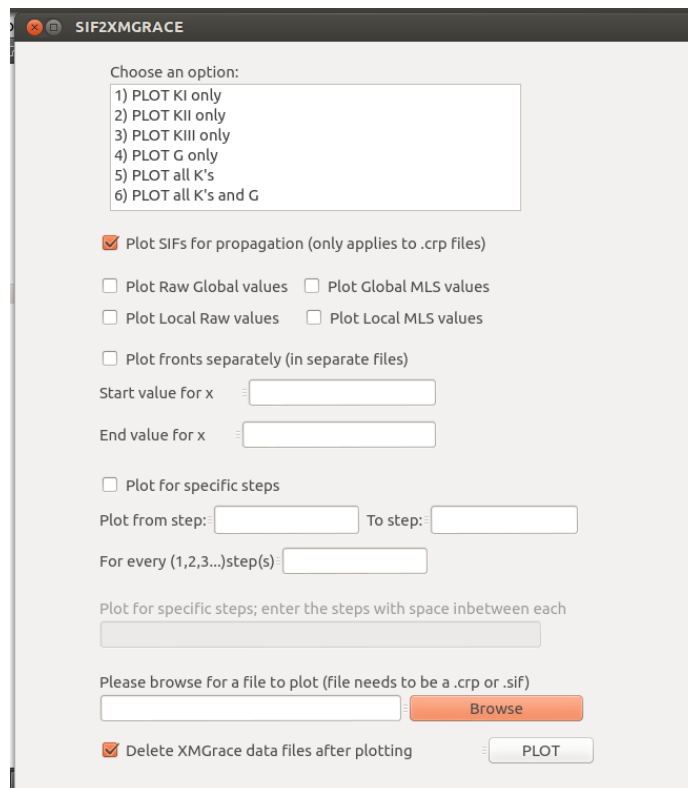 SIF2XMGRACE
Choose an option:
1) PLOT KI only
2) PLOT KII only
3) PLOT KIII only
4) PLOT G only
5) PLOT all K's
6) PLOT all K's and G
Plot SIFs for propagation (only applies to .crp files)
Plot Raw Global values Plot Global MLS values
Plot Local Raw values Plot Local MLS values
Plot fronts separately (in separate files)
Start value for x
End value for x
Plot for specific steps
Plot from step: To step:
For every (1,2,3...)step(s)
Plot for specific steps; enter the steps with space inbetween each
Please browse for a file to plot (file needs to be a .crp or .sif)
Browse
Delete XMGrace data files after plotting PLOT